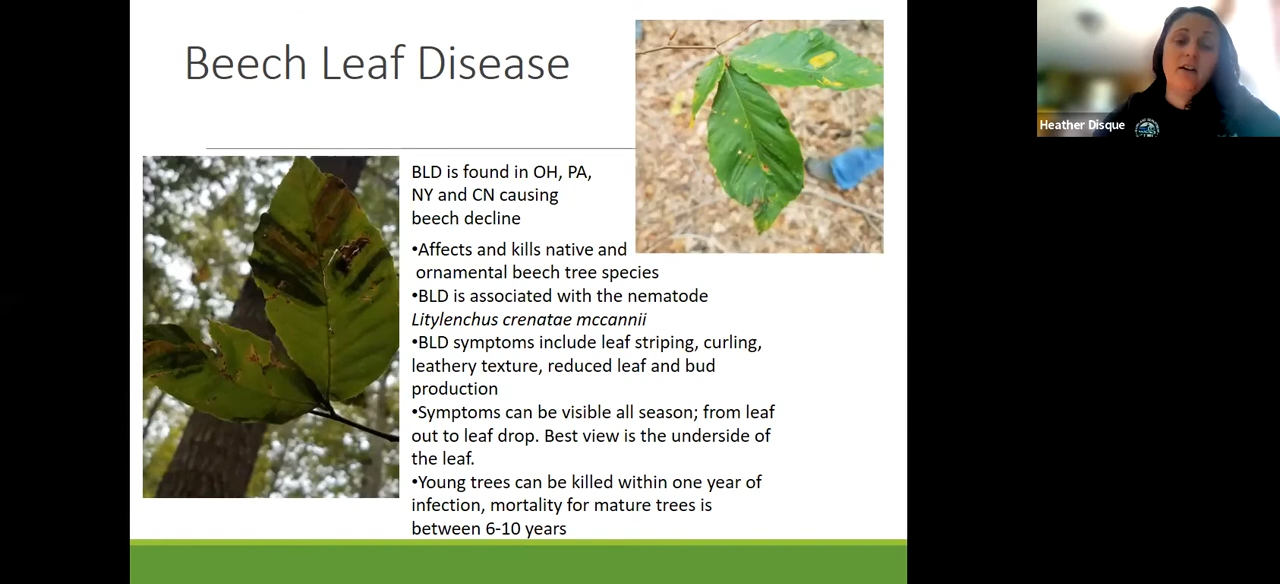 Beech Leaf Disease
Heather Disque
BLD is found in OH, PA,
NY and CN causing
beech decline
•Affects and kills native and
ornamental beech tree species
•BLD is associated with the nematode
Litylenchus crenatae mccannii
•BLD symptoms include leaf striping, curling,
leathery texture, reduced leaf and bud
production
•Symptoms can be visible all season; from leaf
out to leaf drop. Best view is the underside of
the leaf.
•Young trees can be killed within one year of
infection, mortality for mature trees is
between 6-10 years